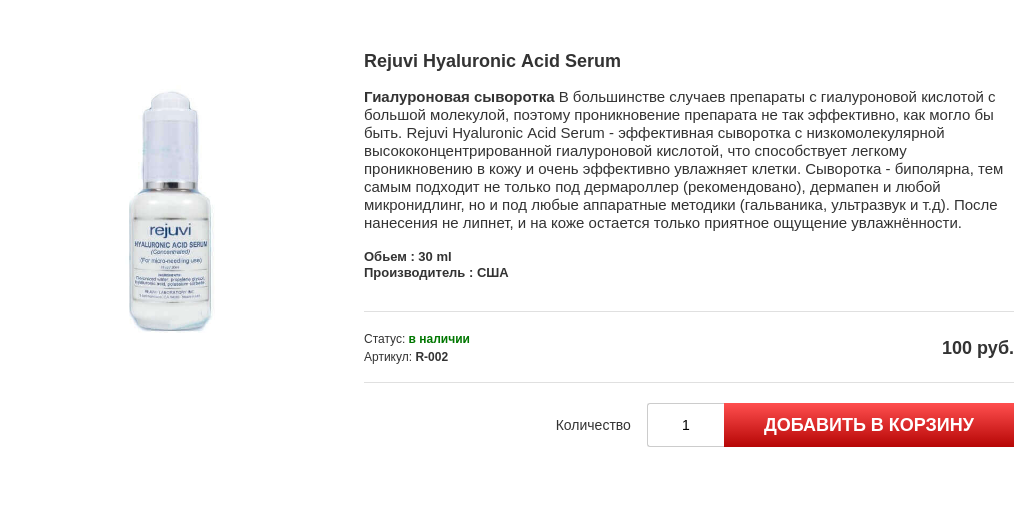 Rejuvi Hyaluronic Acid Serum
Гиалуроновая сыворотка В большинстве случаев препараты с гиалуроновой кислотой с
большой молекулой, поэтому проникновение препарата не так эффективно, как могло бы
быть. Rejuvi Hyaluronic Acid Serum - эффективная сыворотка с низкомолекулярной
высококонцентрированной гиалуроновой кислотой, что способствует легкому
проникновению в кожу и очень эффективно увлажняет клетки. Сыворотка - биполярна, тем
самым подходит не только под дермароллер (рекомендовано), дермапен и любой
микронидлинг, но и под любые аппаратные методики (гальваника, ультразвук и т.д). После
нанесения не липнет, и на коже остается только приятное ощущение увлажнённости.
Обьем : 30 ml
Производитель : США
rejuvi
HYALURONIC ACID SERUM
(Concentrated)
(For micro-needling use)
Статус: в наличии
Артикул: R-002
100 руб.
Количество 1 ДОБАВИТЬ В КОРЗИНУ